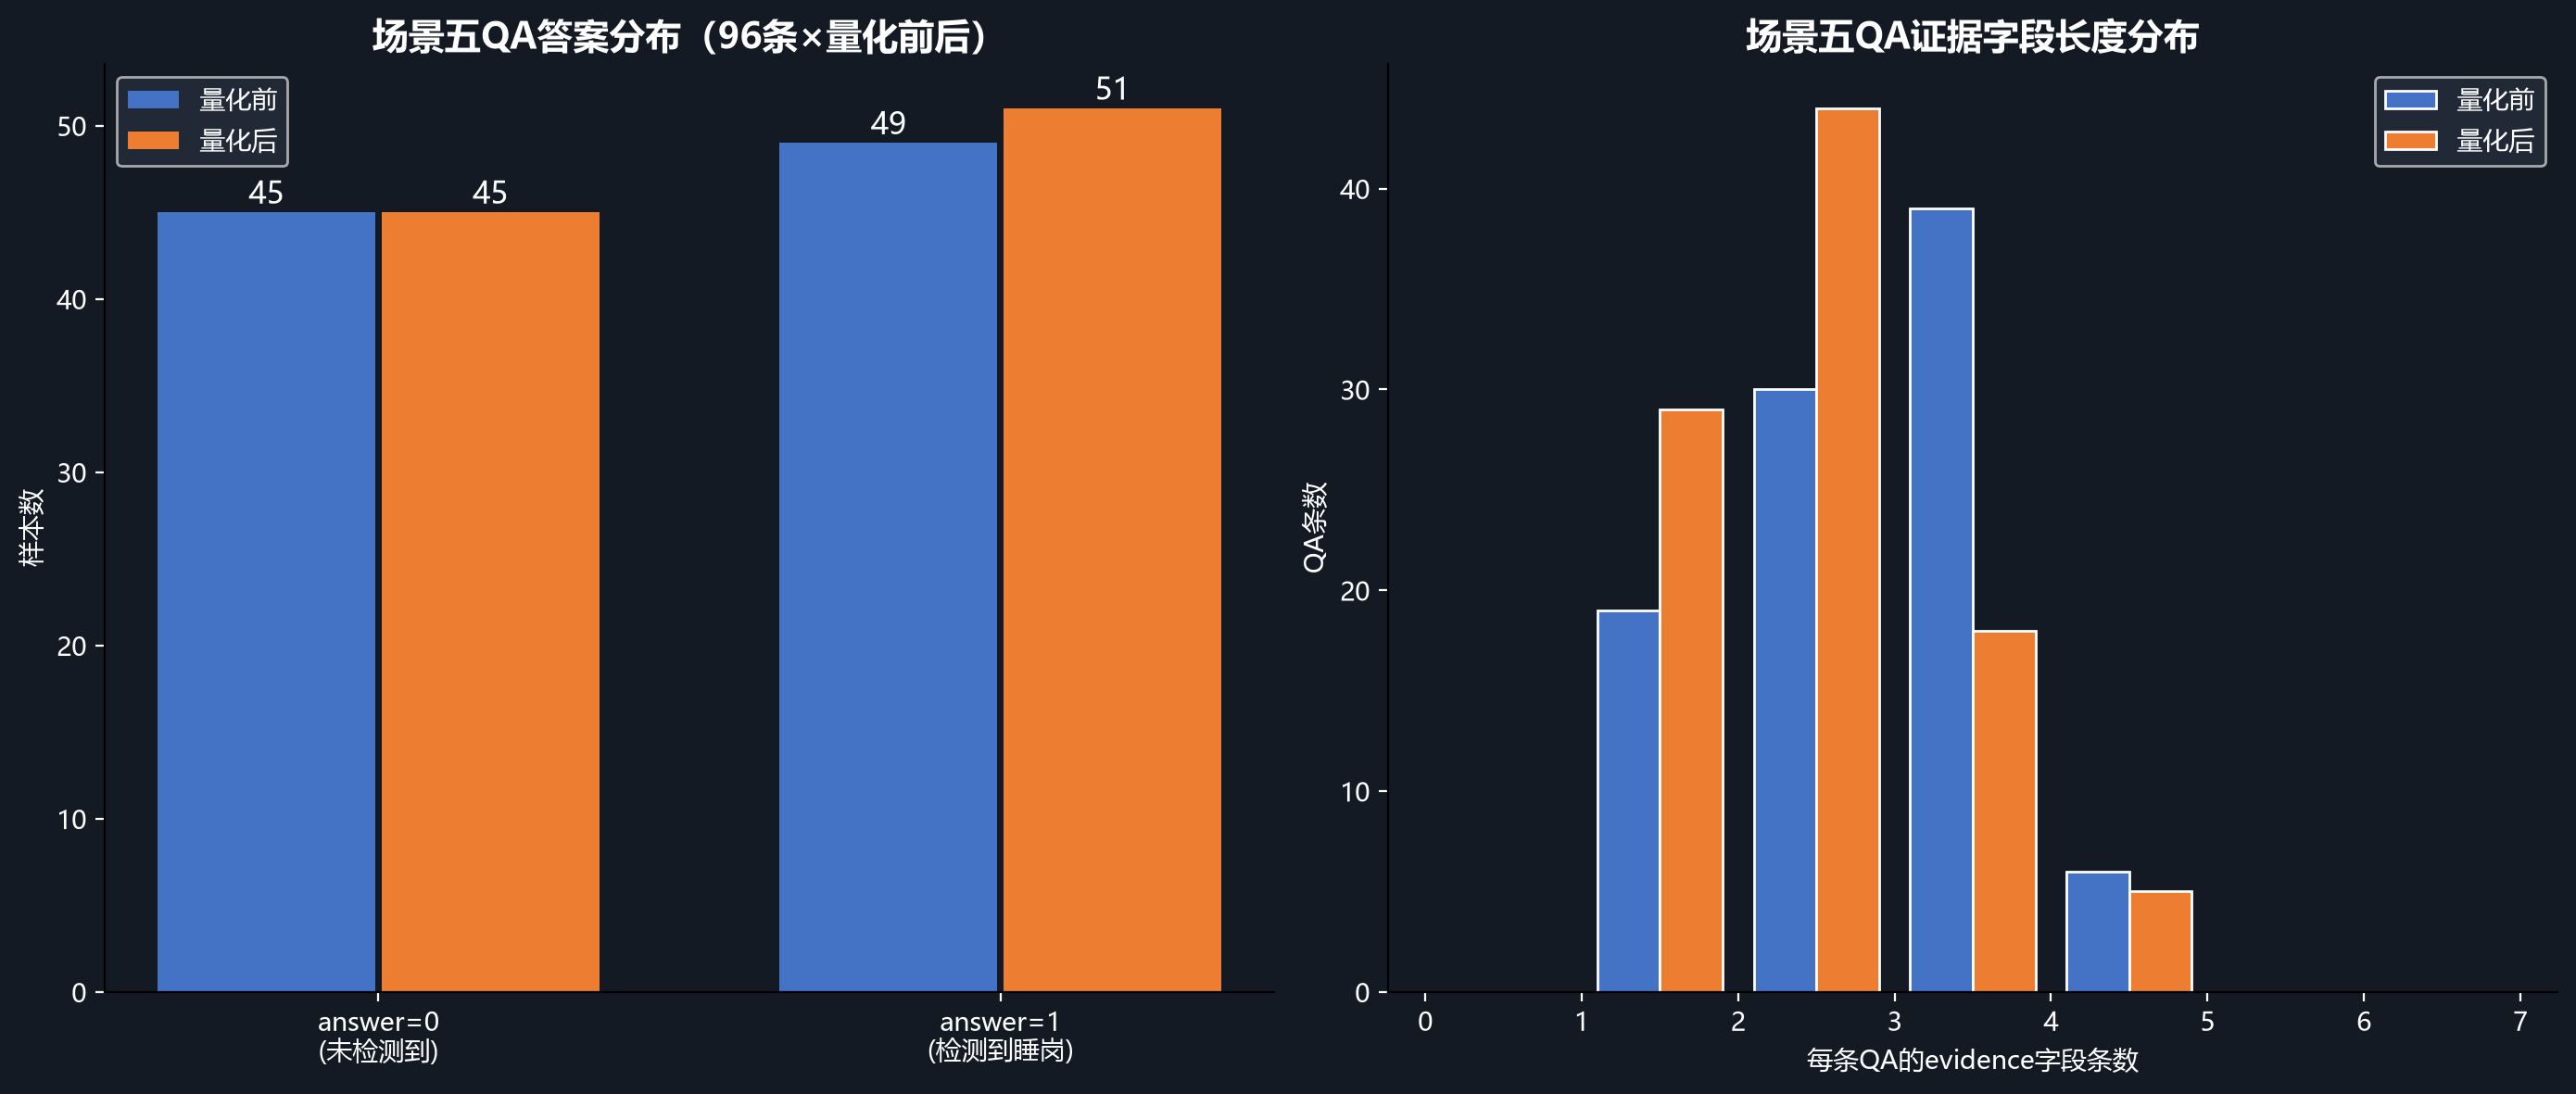 场景五QA答案分布（96条×量化前后）
量化前
量化后
50
40
30
20
10
0
样本数
45
45
49
51
answer=0
(未检测到)
answer=1
(检测到睡岗)
场景五QA证据字段长度分布
量化前
量化后
40
30
20
10
0
QA条数
0 1 2 3 4 5 6 7
每条QA的evidence字段条数